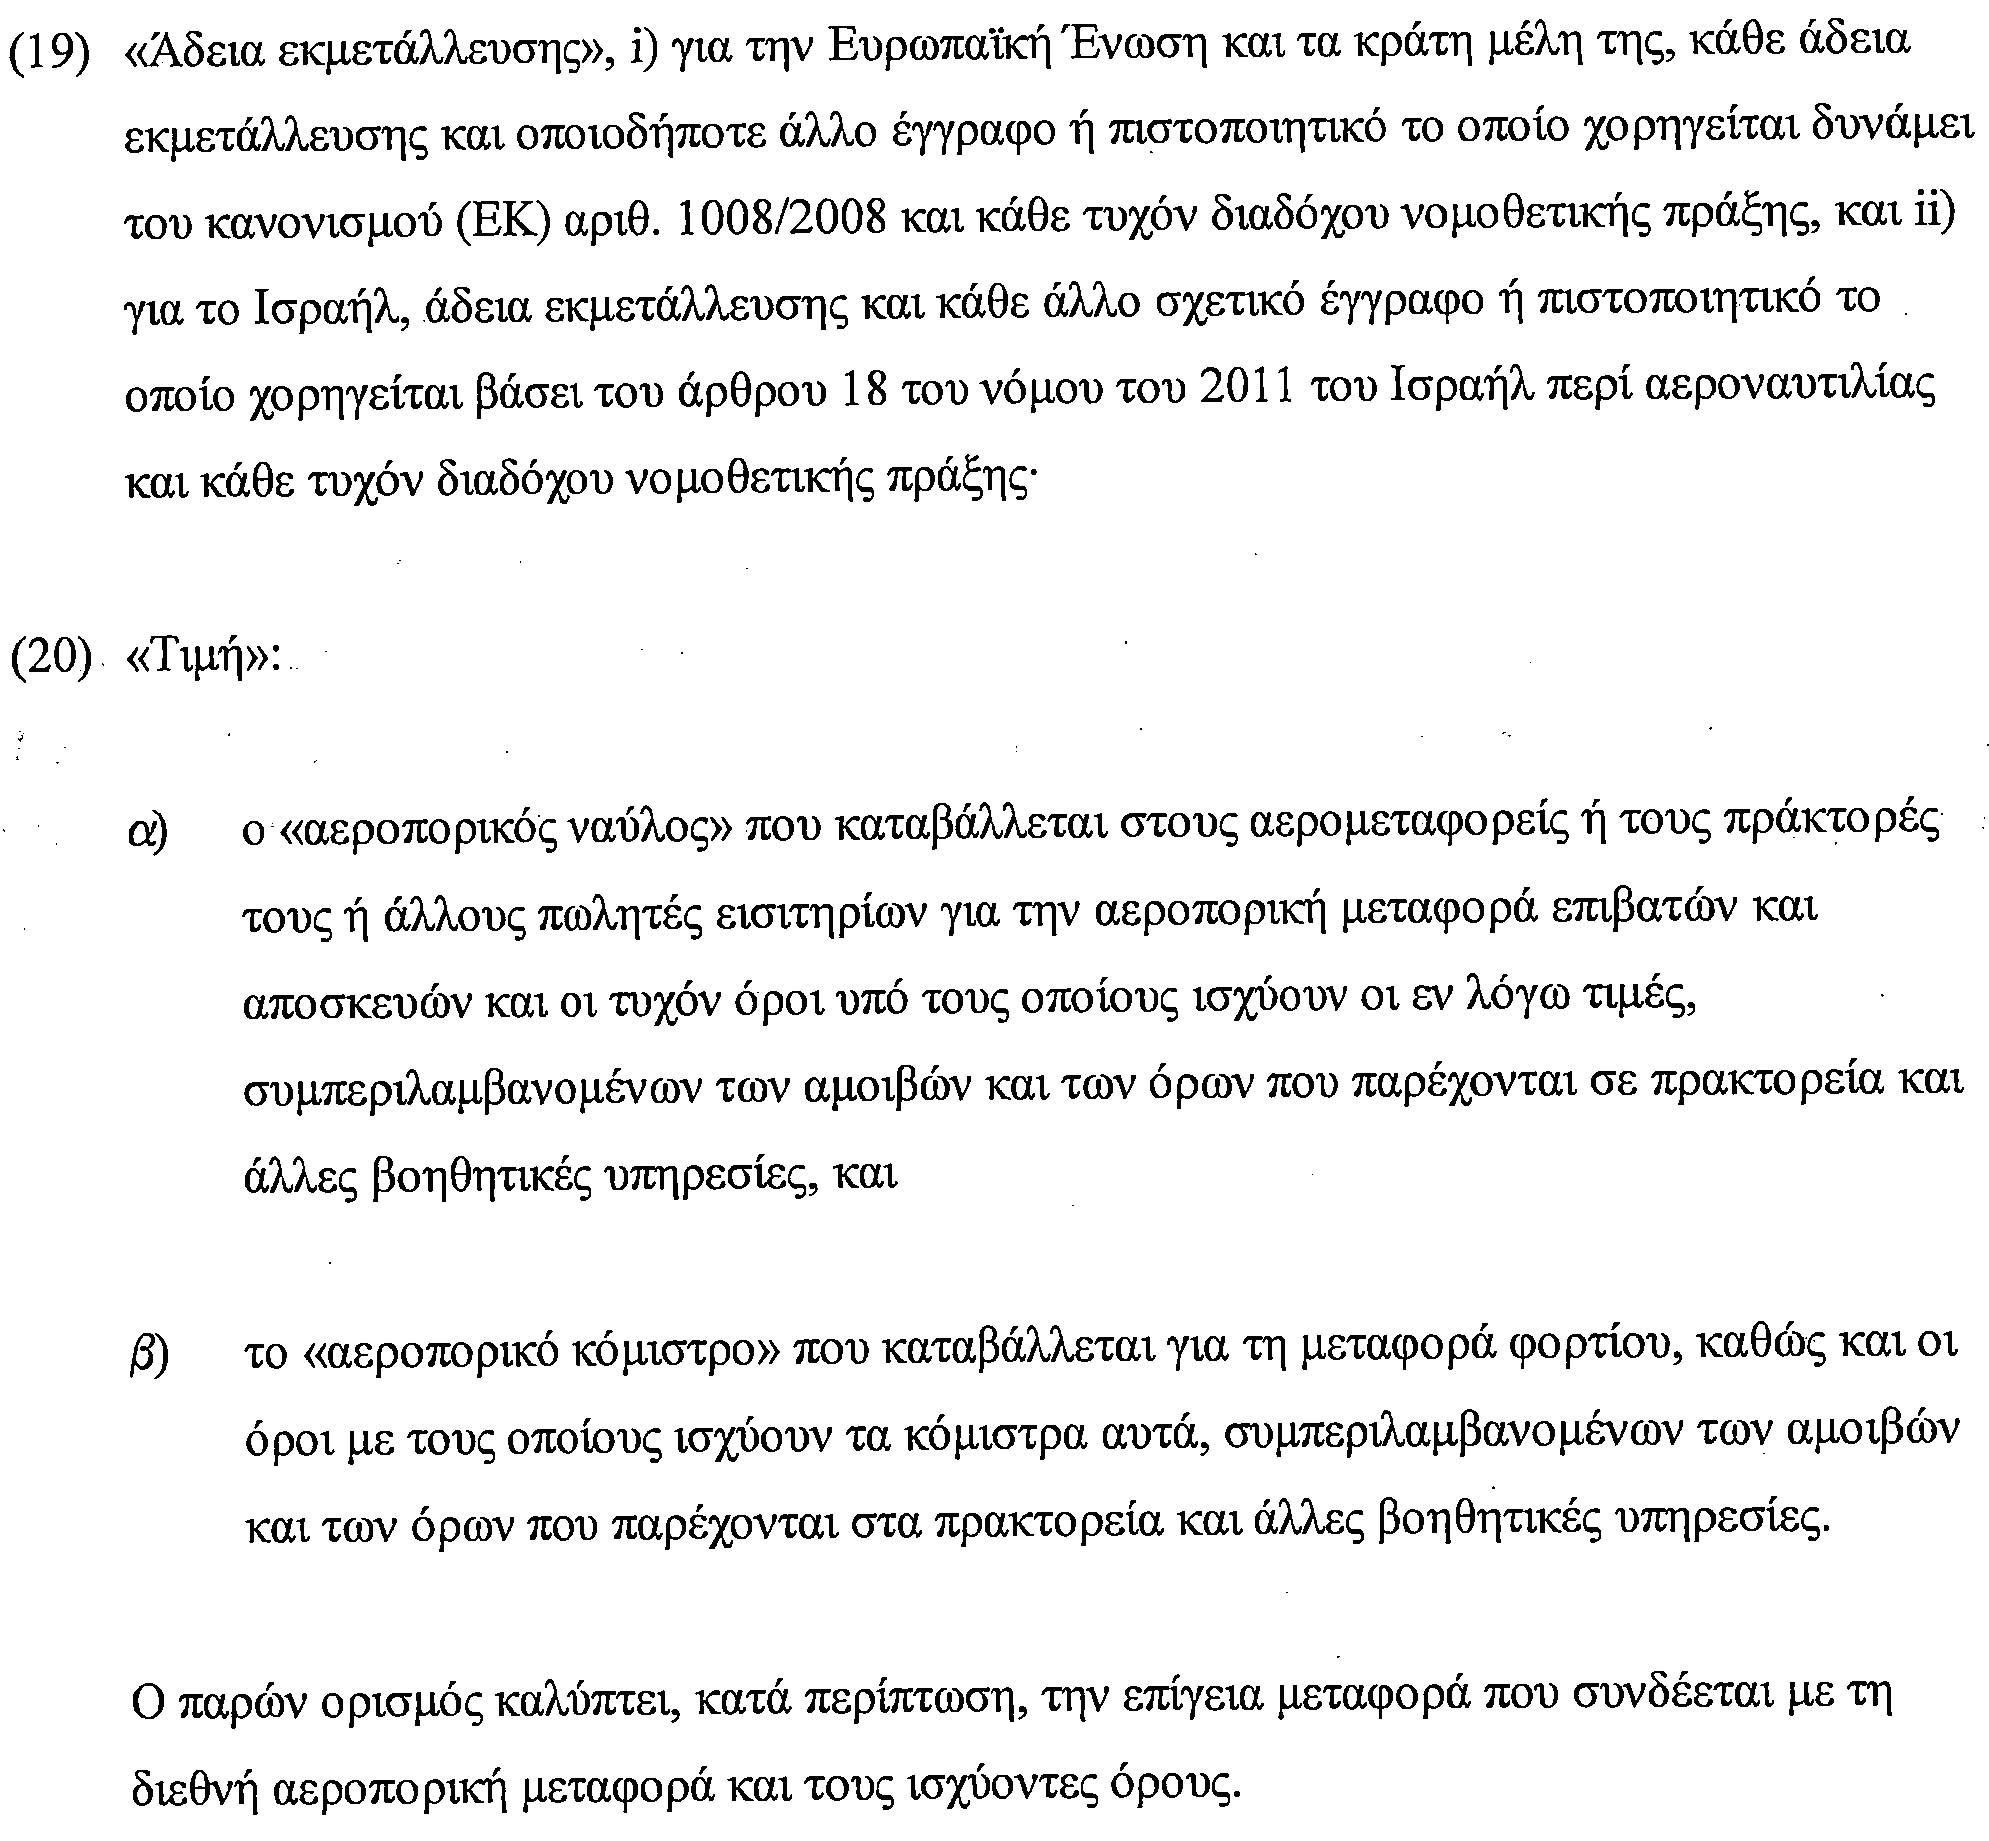 (19) «Άδεια εκμετάλλευσης», i) για την Ευρωπαϊκή Ένωση και τα κράτη μέλη της, κάθε άδεια
εκμετάλλευσης και οποιοδήποτε άλλο έγγραφο ή πιστοποιητικό το οποίο χορηγείται δυνάμει
του κανονισμού (ΕΚ) αριθ. 1008/2008 και κάθε τυχόν διαδόχου νομοθετικής πράξης, και ii)
για το Ισραήλ, άδεια εκμετάλλευσης και κάθε άλλο σχετικό έγγραφο ή πιστοποιητικό το
οποίο χορηγείται βάσει του άρθρου 18 του νόμου του 2011 του Ισραήλ περί αεροναυτιλίας
και κάθε τυχόν διαδόχου νομοθετικής πράξης·
(20) «Τιμή»:
α) ο «αεροπορικός ναύλος» που καταβάλλεται στους αερομεταφορείς ή τους πράκτορές
τους ή άλλους πωλητές εισιτηρίων για την αεροπορική μεταφορά επιβατών και
αποσκευών και οι τυχόν όροι υπό τους οποίους ισχύουν οι εν λόγω τιμές,
συμπεριλαμβανομένων των αμοιβών και των όρων που παρέχονται σε πρακτορεία και
άλλες βοηθητικές υπηρεσίες, και
β) το «αεροπορικό κόμιστρο» που καταβάλλεται για τη μεταφορά φορτίου, καθώς και οι
όροι με τους οποίους ισχύουν τα κόμιστρα αυτά, συμπεριλαμβανομένων των αμοιβών
και των όρων που παρέχονται στα πρακτορεία και άλλες βοηθητικές υπηρεσίες.
Ο παρών ορισμός καλύπτει, κατά περίπτωση, την επίγεια μεταφορά που συνδέεται με τη
διεθνή αεροπορική μεταφορά και τους ισχύοντες όρους.